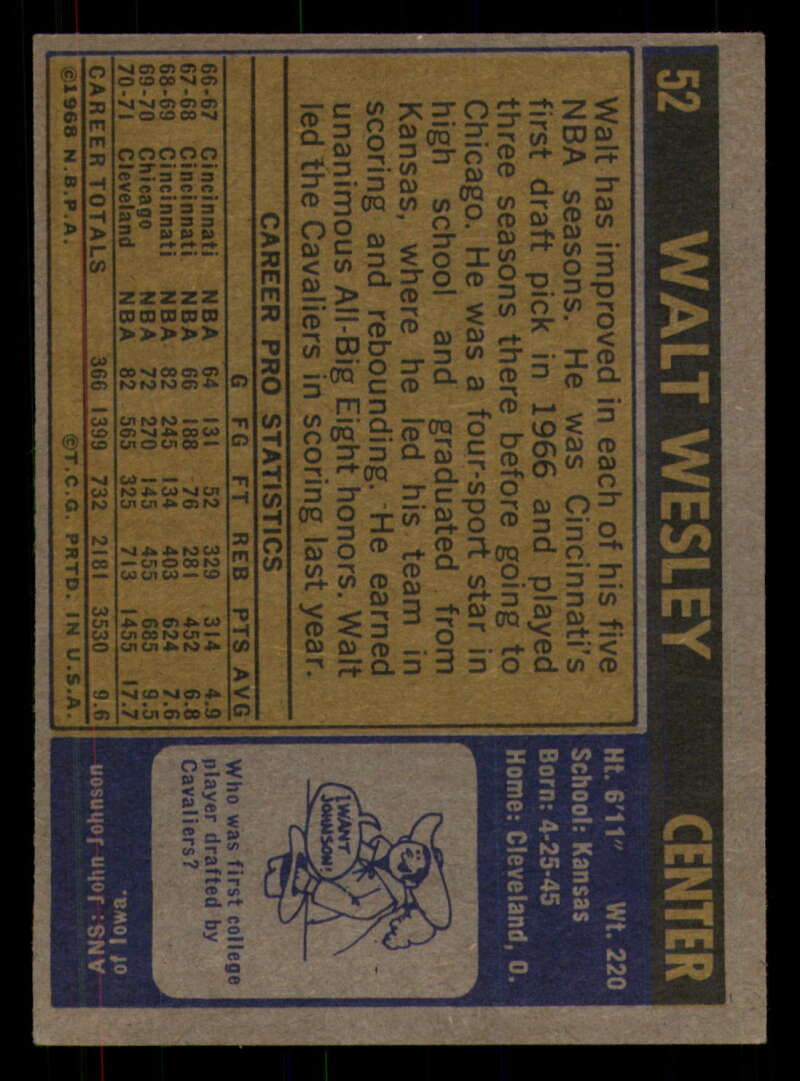 52 WALT WESLEY CENTER
Walt has improved in each of his five
NBA seasons. He was Cincinnati's
first draft pick in 1966 and played
three seasons there before going to
Chicago. He was a four-sport star in
high school and graduated from
Kansas, where he led his team in
scoring and rebounding. He earned
unanimous All-Big Eight honors. Walt
led the Cavaliers in scoring last year.
CAREER PRO STATISTICS
G FG FT REB PTS AVG
66-67 Cincinnati NBA 64 131 52 329 314 4.9
67-68 Cincinnati NBA 66 188 76 281 452 6.8
68-69 Cincinnati NBA 82 245 134 403 624 7.6
69-70 Chicago NBA 72 270 145 455 685 9.5
70-71 Cleveland NBA 82 565 325 713 1455 17.7
CAREER TOTALS 366 1399 732 2181 3530 9.6
©1968 N.B.P.A. ©T.C.G. PRTD. IN U.S.A.
Ht. 6'11" Wt. 220
School: Kansas
Born: 4-25-45
Home: Cleveland, O.
I WANT
JOHNSON!
Who was first college
player drafted by
Cavaliers?
ANS: John Johnson
of Iowa.